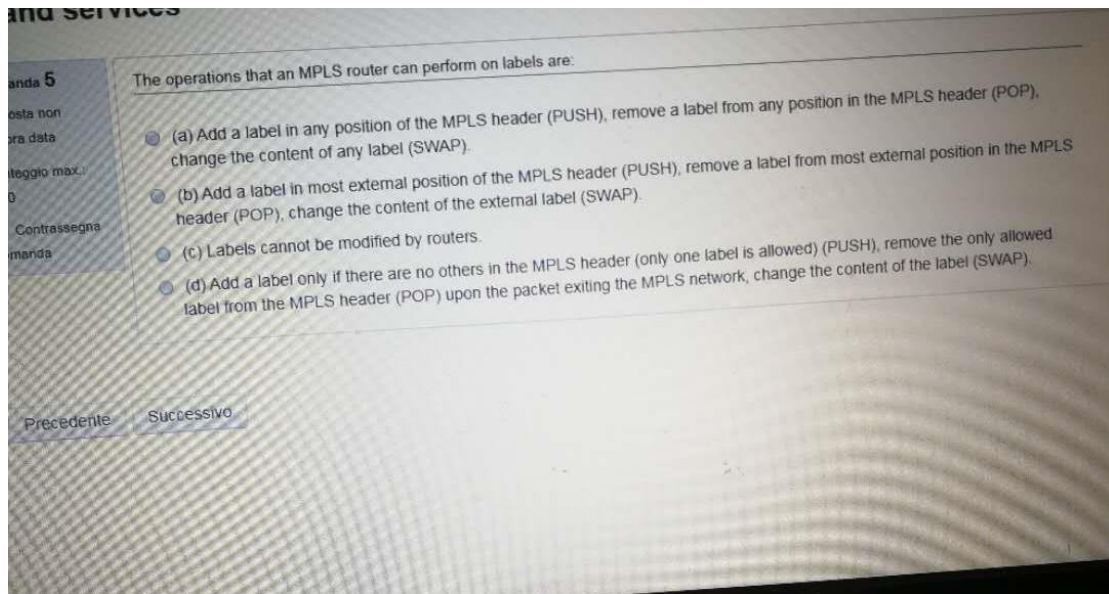 and services
anda 5
osta non
ora data
teggio max.:
0
Contrassegna
manda
The operations that an MPLS router can perform on labels are:
(a) Add a label in any position of the MPLS header (PUSH), remove a label from any position in the MPLS header (POP),
change the content of any label (SWAP).
(b) Add a label in most external position of the MPLS header (PUSH), remove a label from most external position in the MPLS
header (POP), change the content of the external label (SWAP).
(c) Labels cannot be modified by routers.
(d) Add a label only if there are no others in the MPLS header (only one label is allowed) (PUSH), remove the only allowed
label from the MPLS header (POP) upon the packet exiting the MPLS network, change the content of the label (SWAP).
Precedente
Successivo